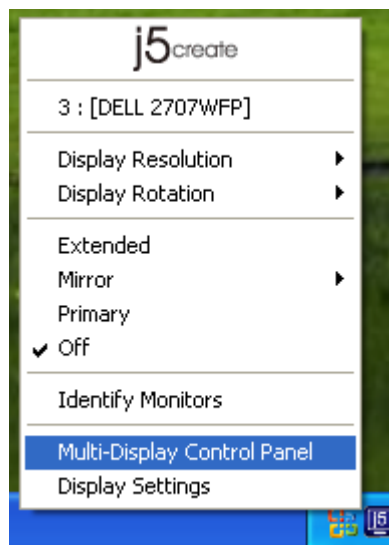 j5create
3 : [DELL 2707WFP]
Display Resolution
Display Rotation
Extended
Mirror
Primary
Off
Identify Monitors
Multi-Display Control Panel
Display Settings
j5